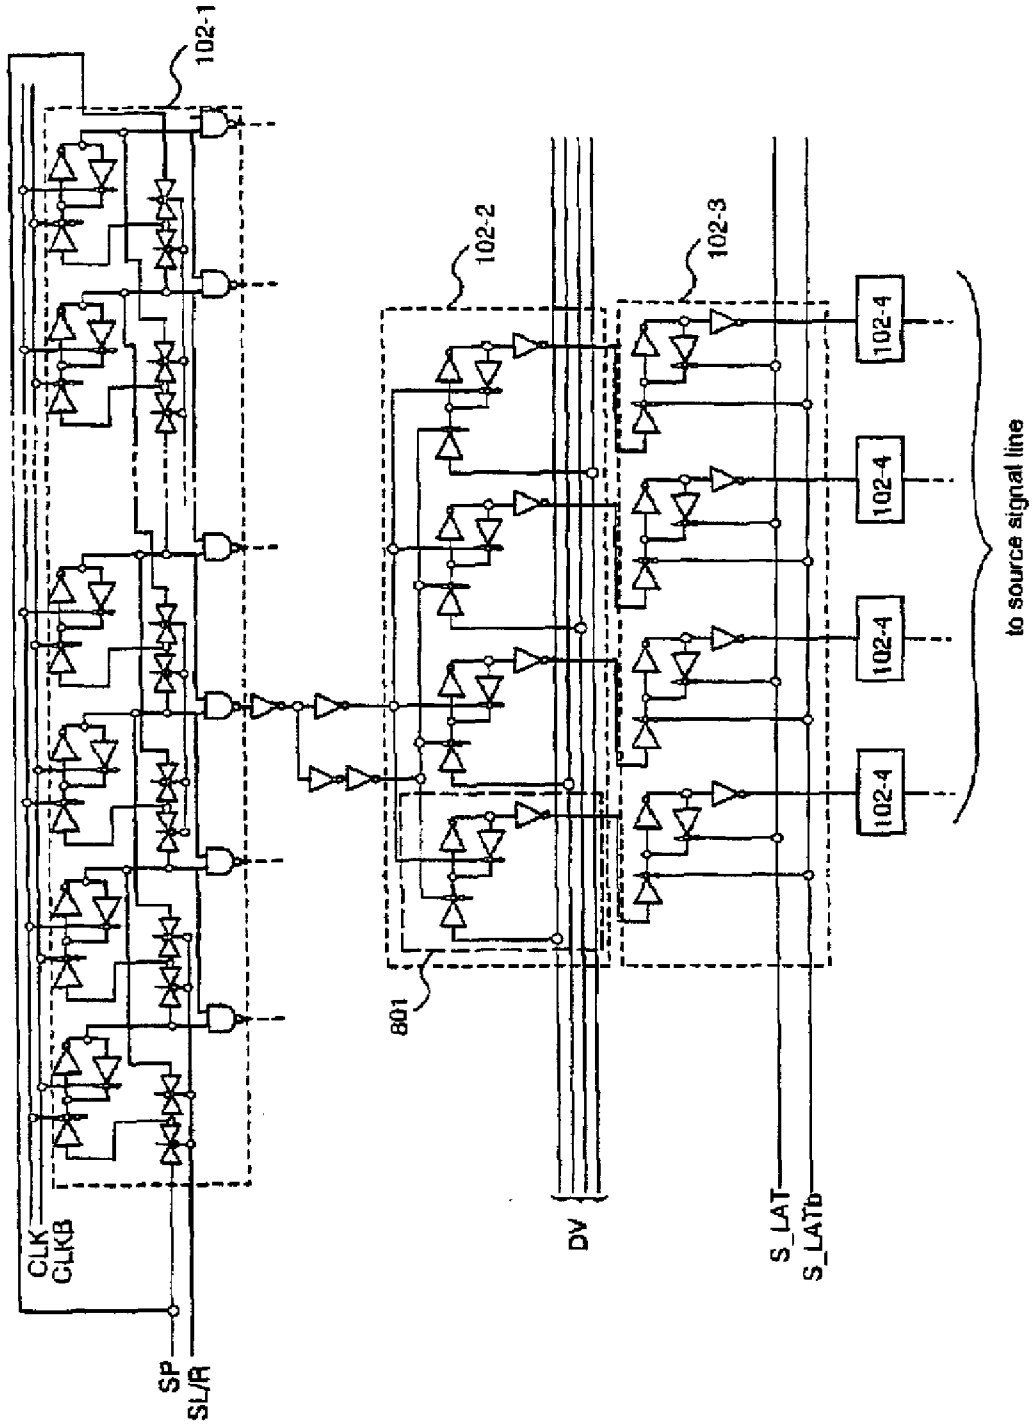 CLK
CLKB
SP
SL/R
102-1
102-2
801
DV
102-3
S_LAT
S_LATb
102-4
102-4
102-4
102-4
to source signal line